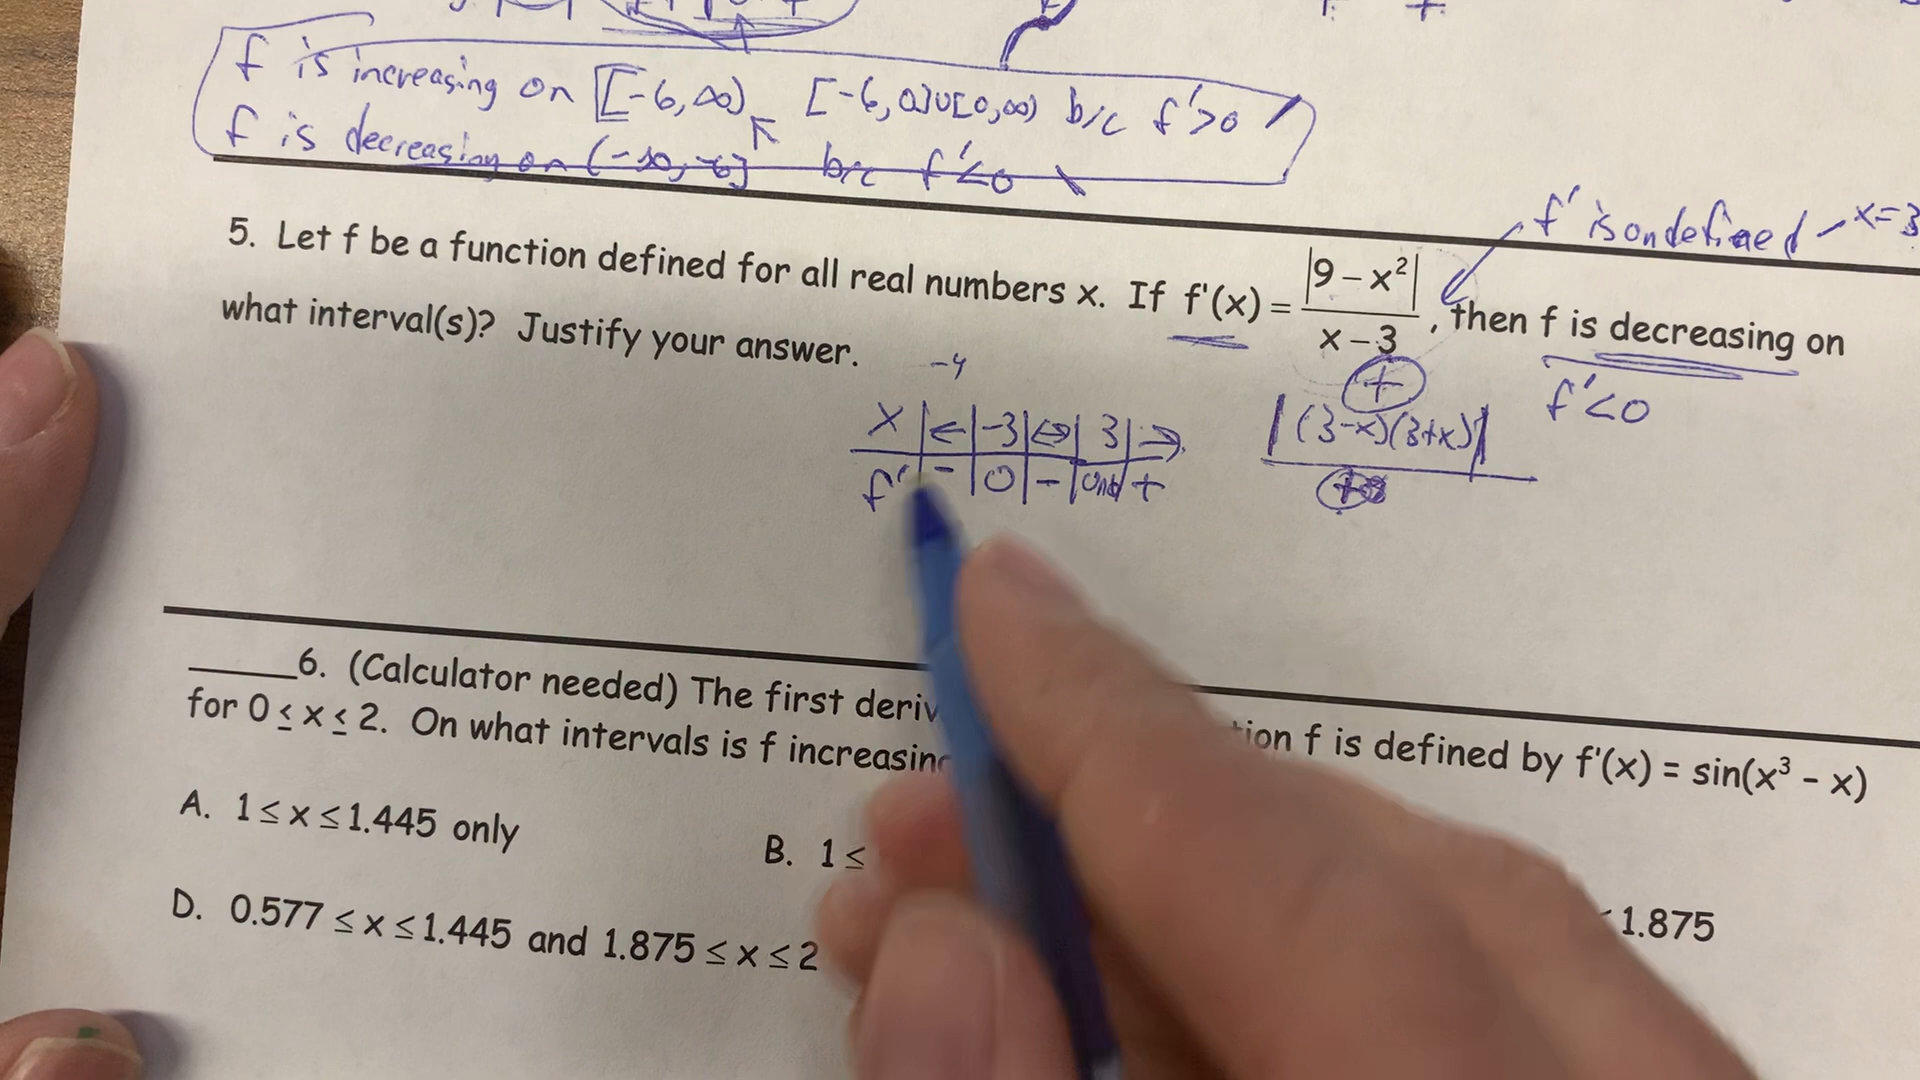 f is increasing on [-6,∞) [-6,0]∪[0,∞) b/c f'>0
f is decreasing on (-∞,-6] b/c f'<0
f' is undefined - x=3
5. Let f be a function defined for all real numbers x. If f'(x) = |9 - x²| / x - 3 , then f is decreasing on
what interval(s)? Justify your answer.
-4
+
f'<0
x | ← | -3 | ↔ | 3 | →
f' | - | 0 | - | und | +
|(3-x)(3+x)|
_____6. (Calculator needed) The first deriv ion f is defined by f'(x) = sin(x³ - x)
for 0 ≤ x ≤ 2. On what intervals is f increasing
A. 1 ≤ x ≤ 1.445 only
B. 1 ≤
1.875
D. 0.577 ≤ x ≤ 1.445 and 1.875 ≤ x ≤ 2